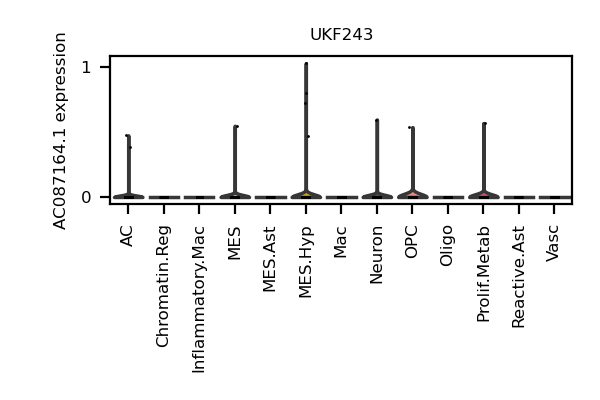 UKF243
AC087164.1 expression
1
0
AC
Chromatin.Reg
Inflammatory.Mac
MES
MES.Ast
MES.Hyp
Mac
Neuron
OPC
Oligo
Prolif.Metab
Reactive.Ast
Vasc